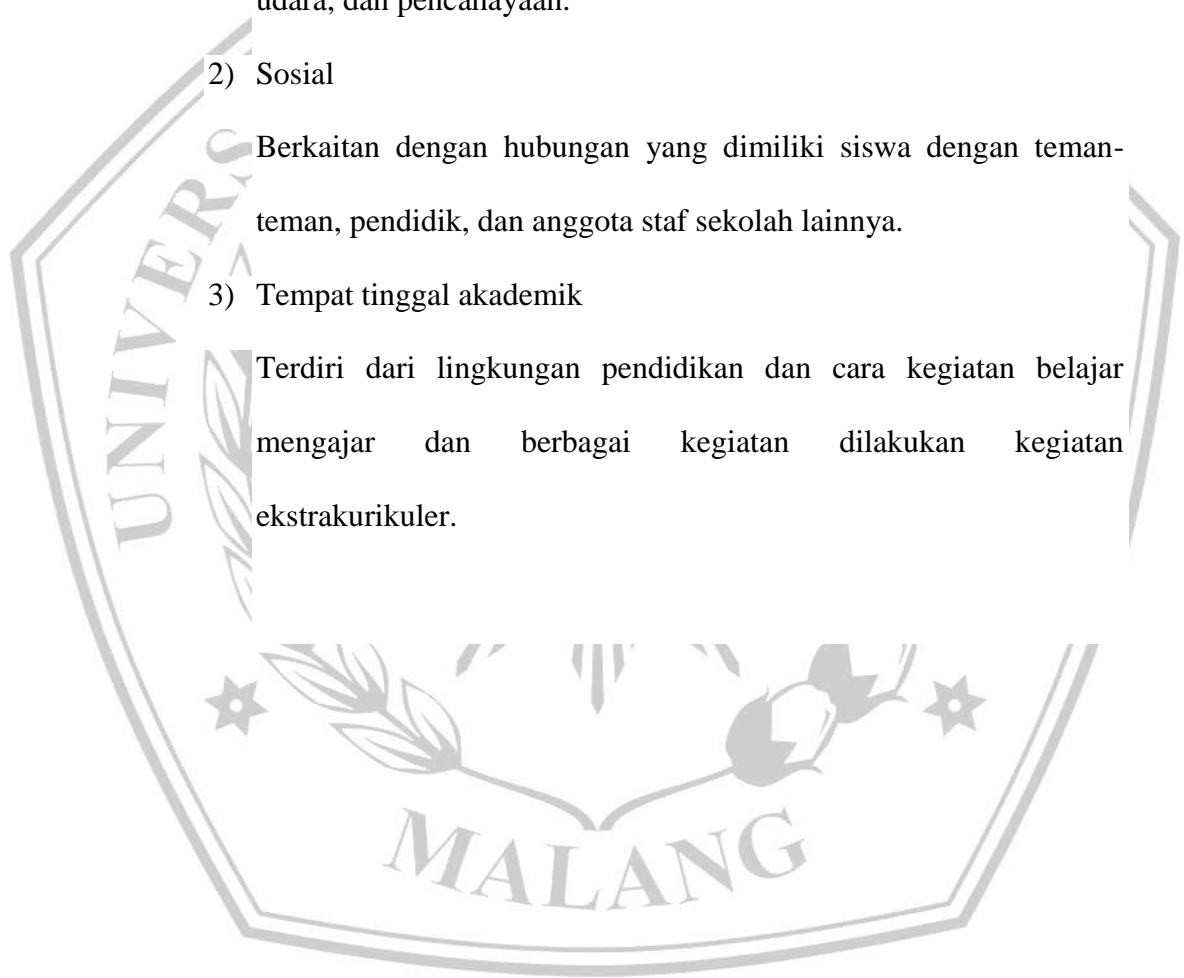 udara, dan pencahayaan.
2) Sosial
Berkaitan dengan hubungan yang dimiliki siswa dengan teman-
teman, pendidik, dan anggota staf sekolah lainnya.
3) Tempat tinggal akademik
Terdiri dari lingkungan pendidikan dan cara kegiatan belajar
mengajar dan berbagai kegiatan dilakukan kegiatan
ekstrakurikuler.
UNIVERS
MALANG